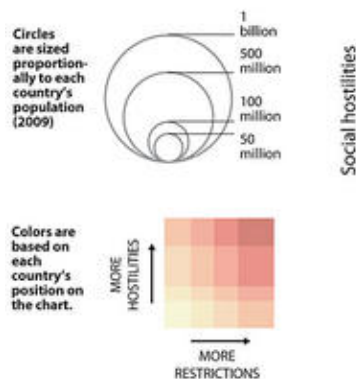 Circles
are sized
proportion-
ally to each
country's
population
(2009)
1
billion
500
million
100
million
50
million
Social hostilities
Colors are
based on
each
country's
position on
the chart.
MORE
HOSTILITIES
MORE
RESTRICTIONS